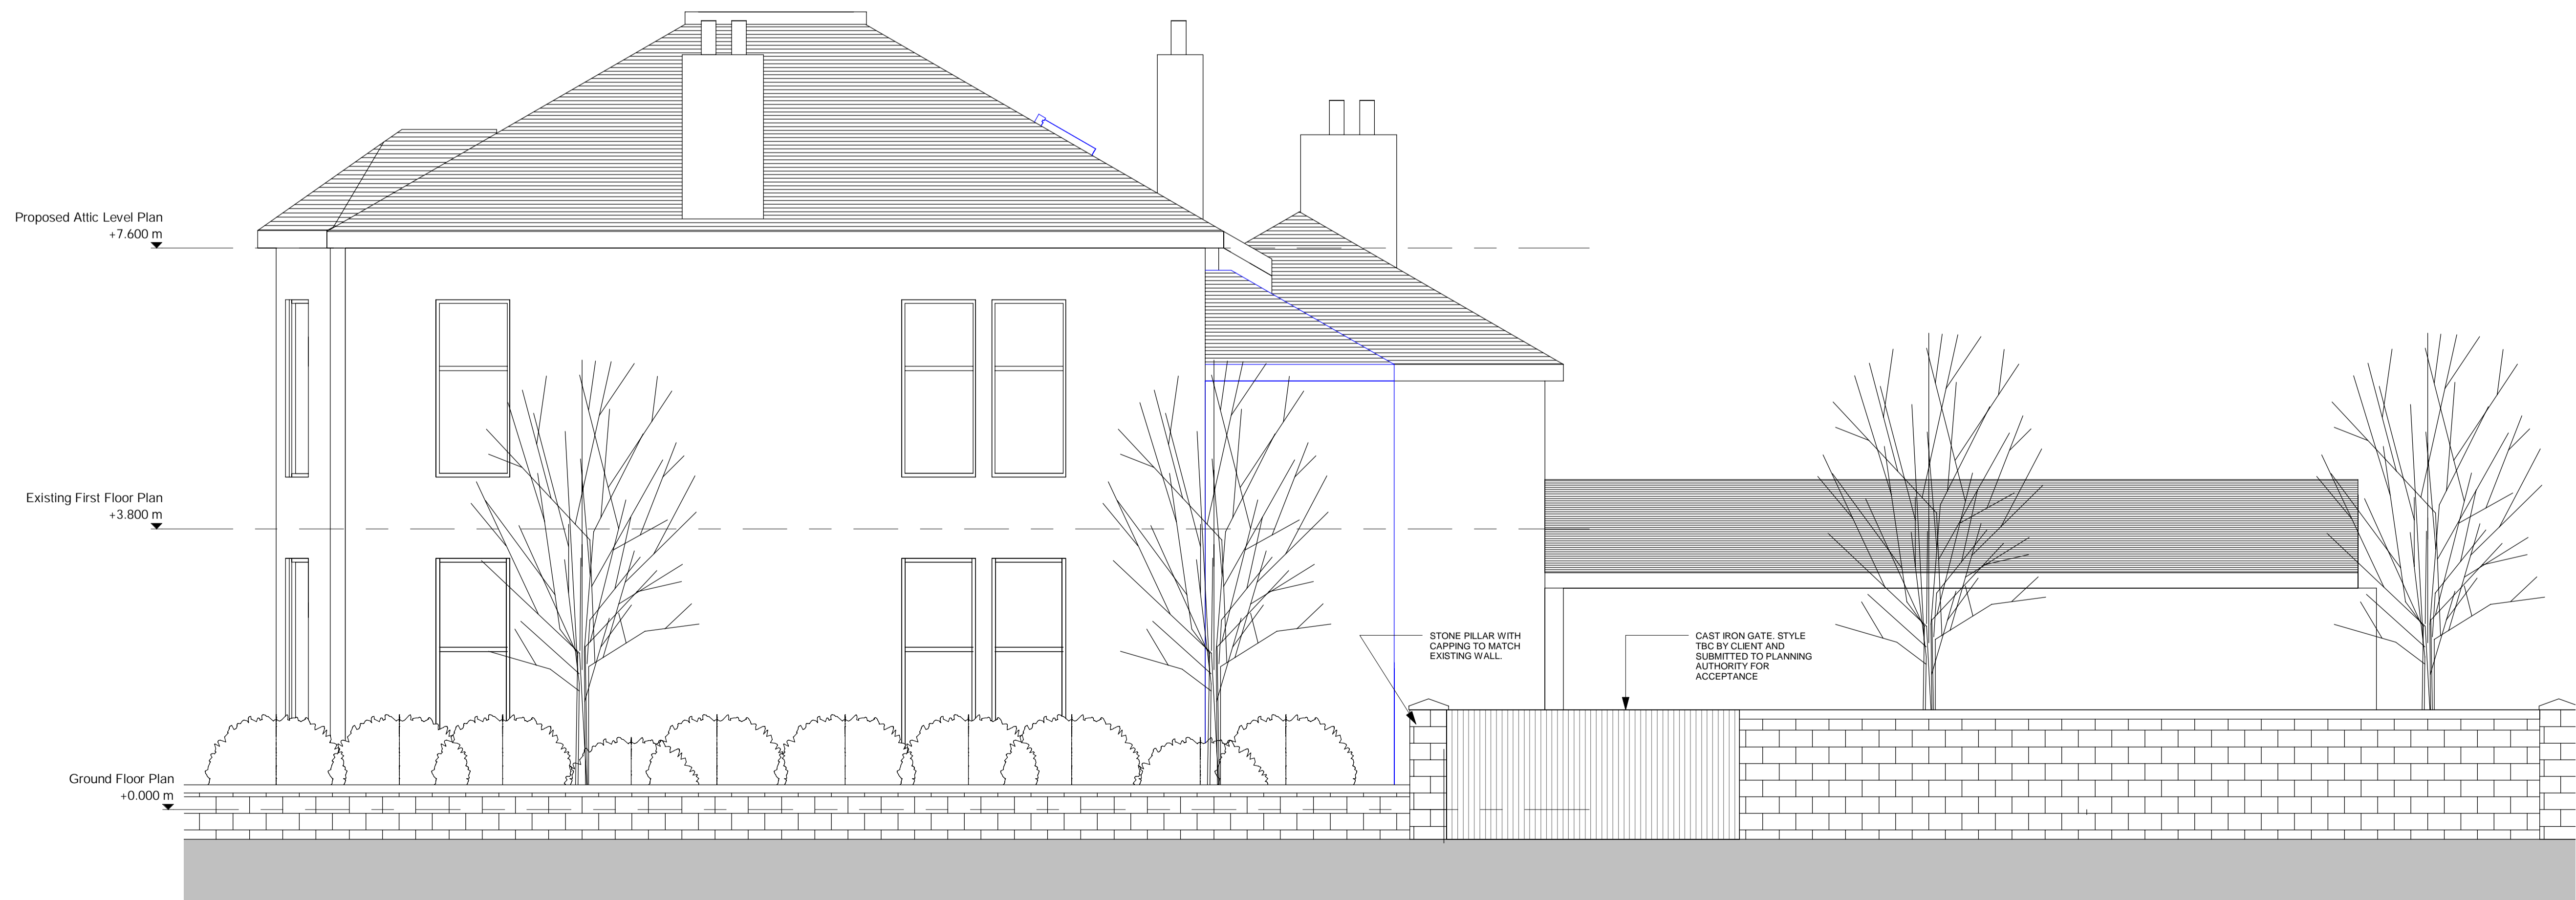 Proposed Attic Level Plan
+7.600 m
Existing First Floor Plan
+3.800 m
STONE PILLAR WITH
CAPPING TO MATCH
EXISTING WALL.
CAST IRON GATE. STYLE
TBC BY CLIENT AND
SUBMITTED TO PLANNING
AUTHORITY FOR
ACCEPTANCE
Ground Floor Plan
+0.000 m